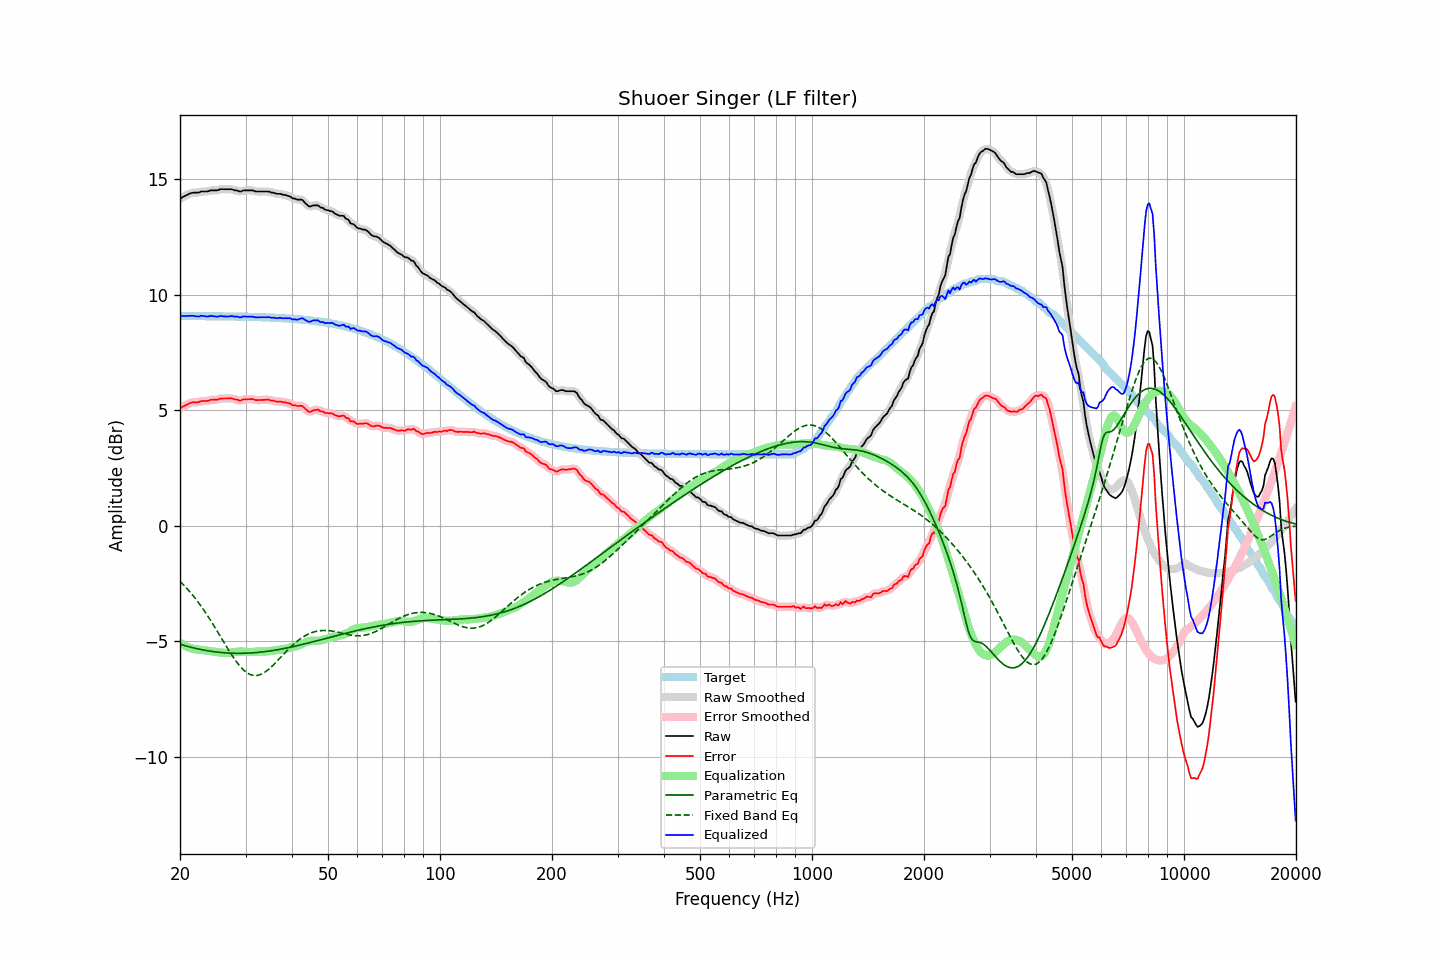 Shuoer Singer (LF filter)
Amplitude (dBr)
15
10
5
0
−5
−10
20
50
100
200
500
1000
2000
5000
10000
20000
Frequency (Hz)
Target
Raw Smoothed
Error Smoothed
Raw
Error
Equalization
Parametric Eq
Fixed Band Eq
Equalized